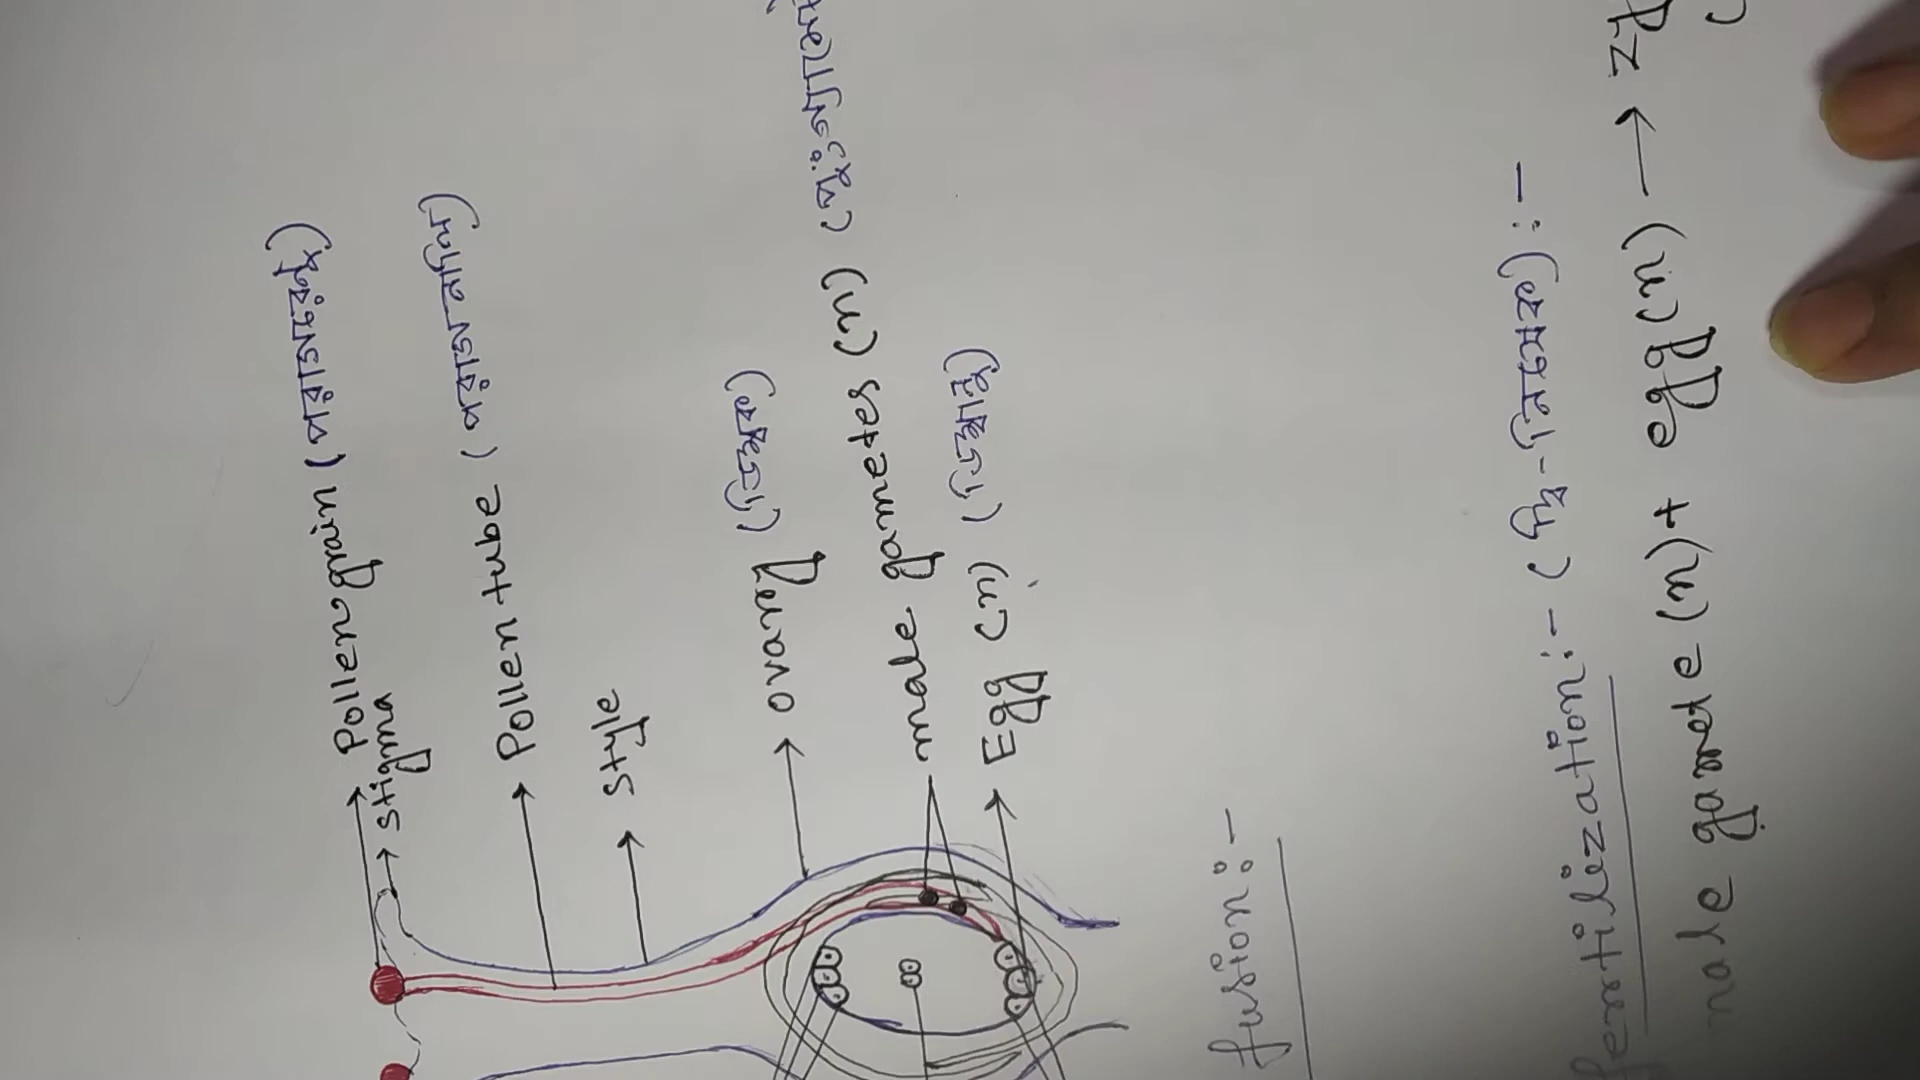 Pollen grain (পরাগরেণু)
stigma
Pollen tube (পরাগনালি)
style
ovary (ডিম্বাশয়)
male gametes (n)
Egg (n) (ডিম্বাণু)
fusion:-
fertilization:- :-
male gamete (n) + egg (n) → Z